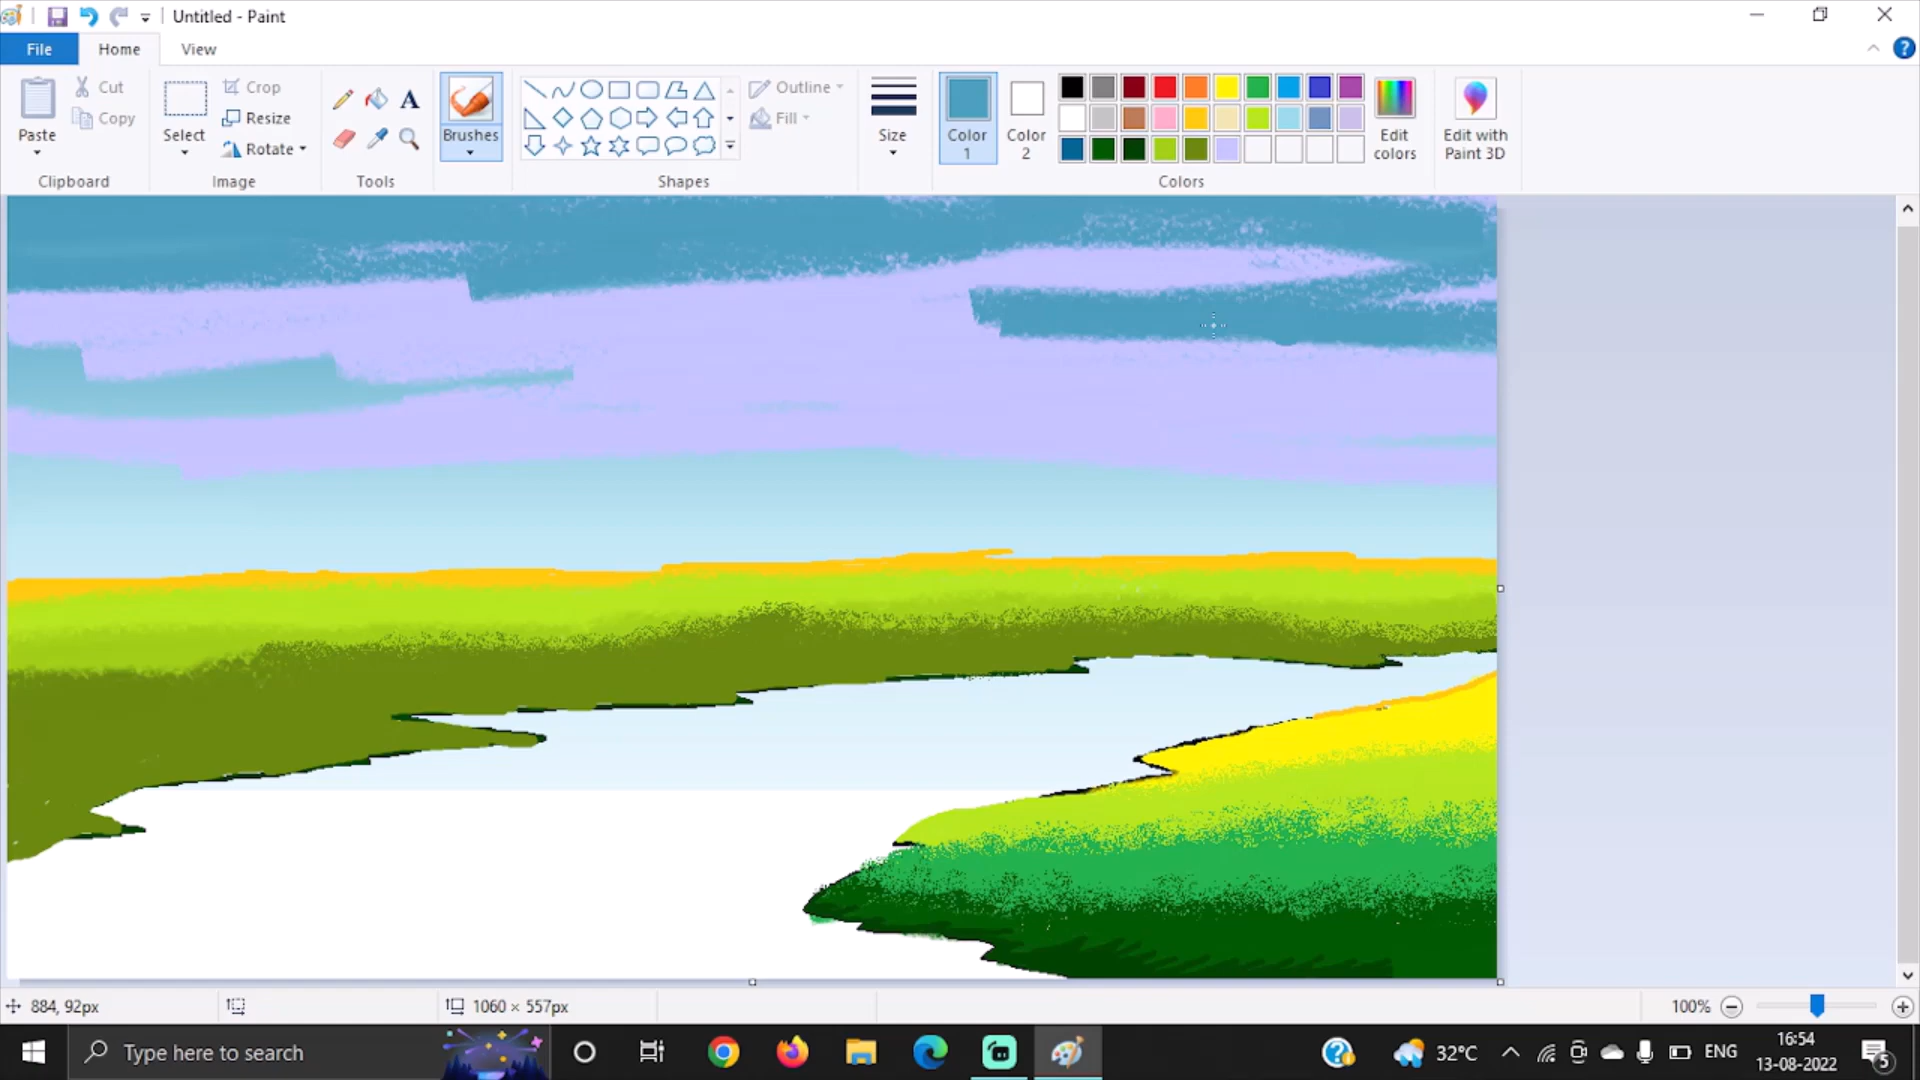 Untitled - Paint
File
Home
View
Paste
Cut
Copy
Clipboard
Select
Crop
Resize
Rotate
Image
Tools
Brushes
Shapes
Outline
Fill
Size
Color
1
Color
2
Colors
Edit
colors
Edit with
Paint 3D
884, 92px
1060 × 557px
100%
Type here to search
32°C
ENG
16:54
13-08-2022
5